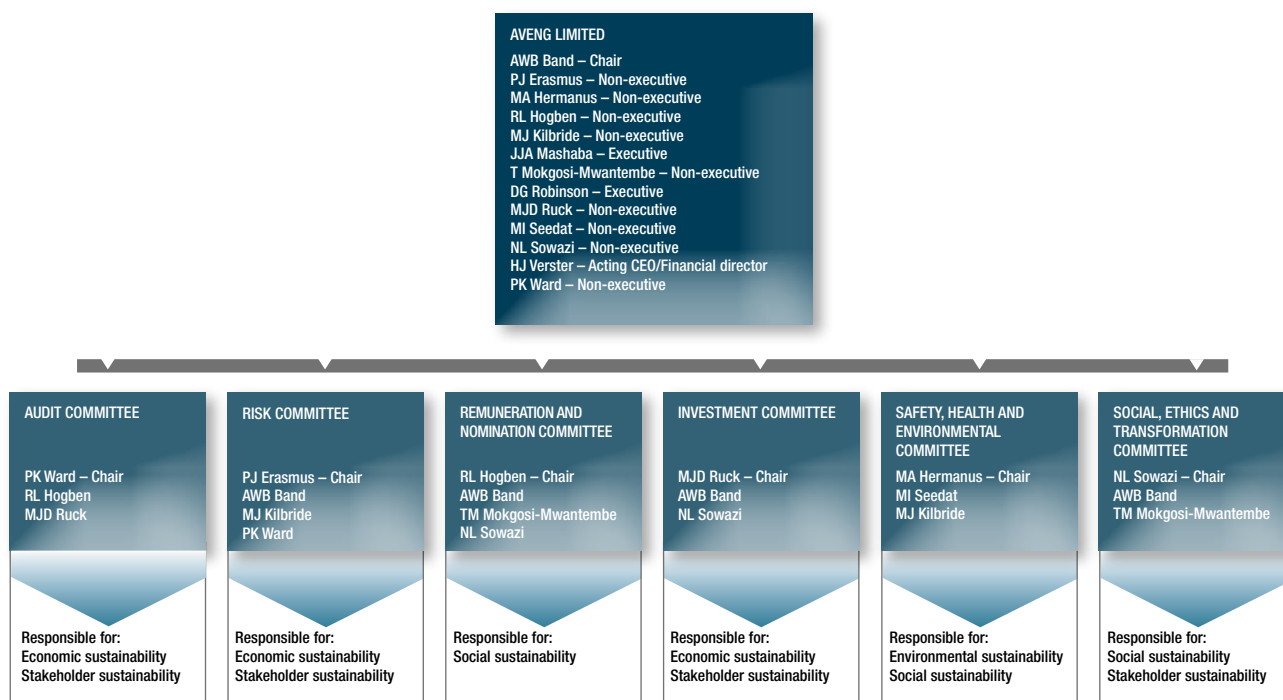 AVENG LIMITED
AWB Band – Chair
PJ Erasmus – Non-executive
MA Hermanus – Non-executive
RL Hogben – Non-executive
MJ Kilbride – Non-executive
JJA Mashaba – Executive
T Mokgosi-Mwantembe – Non-executive
DG Robinson – Executive
MJD Ruck – Non-executive
MI Seedat – Non-executive
NL Sowazi – Non-executive
HJ Verster – Acting CEO/Financial director
PK Ward – Non-executive
AUDIT COMMITTEE
PK Ward – Chair
RL Hogben
MJD Ruck
Responsible for:
Economic sustainability
Stakeholder sustainability
RISK COMMITTEE
PJ Erasmus – Chair
AWB Band
MJ Kilbride
PK Ward
Responsible for:
Economic sustainability
Stakeholder sustainability
REMUNERATION AND
NOMINATION COMMITTEE
RL Hogben – Chair
AWB Band
TM Mokgosi-Mwantembe
NL Sowazi
Responsible for:
Social sustainability
INVESTMENT COMMITTEE
MJD Ruck – Chair
AWB Band
NL Sowazi
Responsible for:
Economic sustainability
Stakeholder sustainability
SAFETY, HEALTH AND
ENVIRONMENTAL
COMMITTEE
MA Hermanus – Chair
MI Seedat
MJ Kilbride
Responsible for:
Environmental sustainability
Social sustainability
SOCIAL, ETHICS AND
TRANSFORMATION
COMMITTEE
NL Sowazi – Chair
AWB Band
TM Mokgosi-Mwantembe
Responsible for:
Social sustainability
Stakeholder sustainability